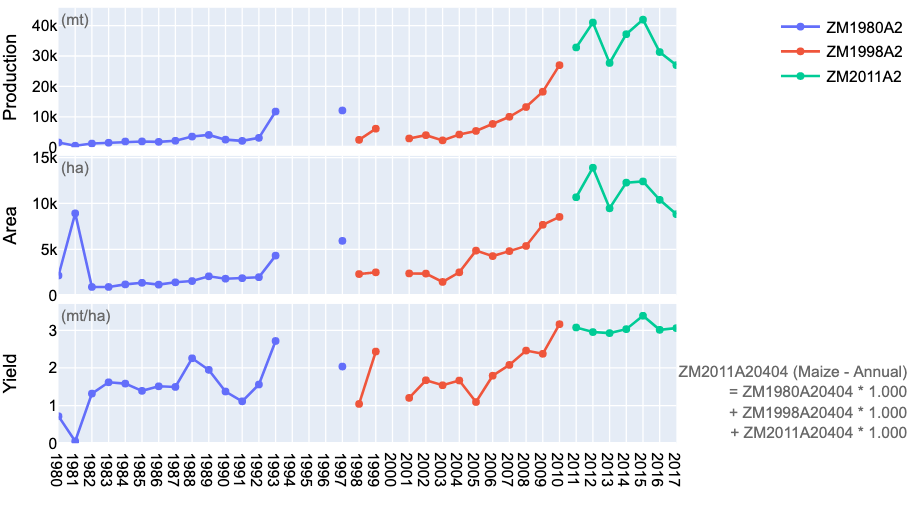 (mt)
40k
30k
20k
10k
0
Production
ZM1980A2
ZM1998A2
ZM2011A2
(ha)
15k
10k
5k
0
Area
(mt/ha)
3
2
1
0
Yield
1980
1981
1982
1983
1984
1985
1986
1987
1988
1989
1990
1991
1992
1993
1994
1995
1996
1997
1998
1999
2000
2001
2002
2003
2004
2005
2006
2007
2008
2009
2010
2011
2012
2013
2014
2015
2016
2017
ZM2011A20404 (Maize - Annual)
= ZM1980A20404 * 1.000
+ ZM1998A20404 * 1.000
+ ZM2011A20404 * 1.000